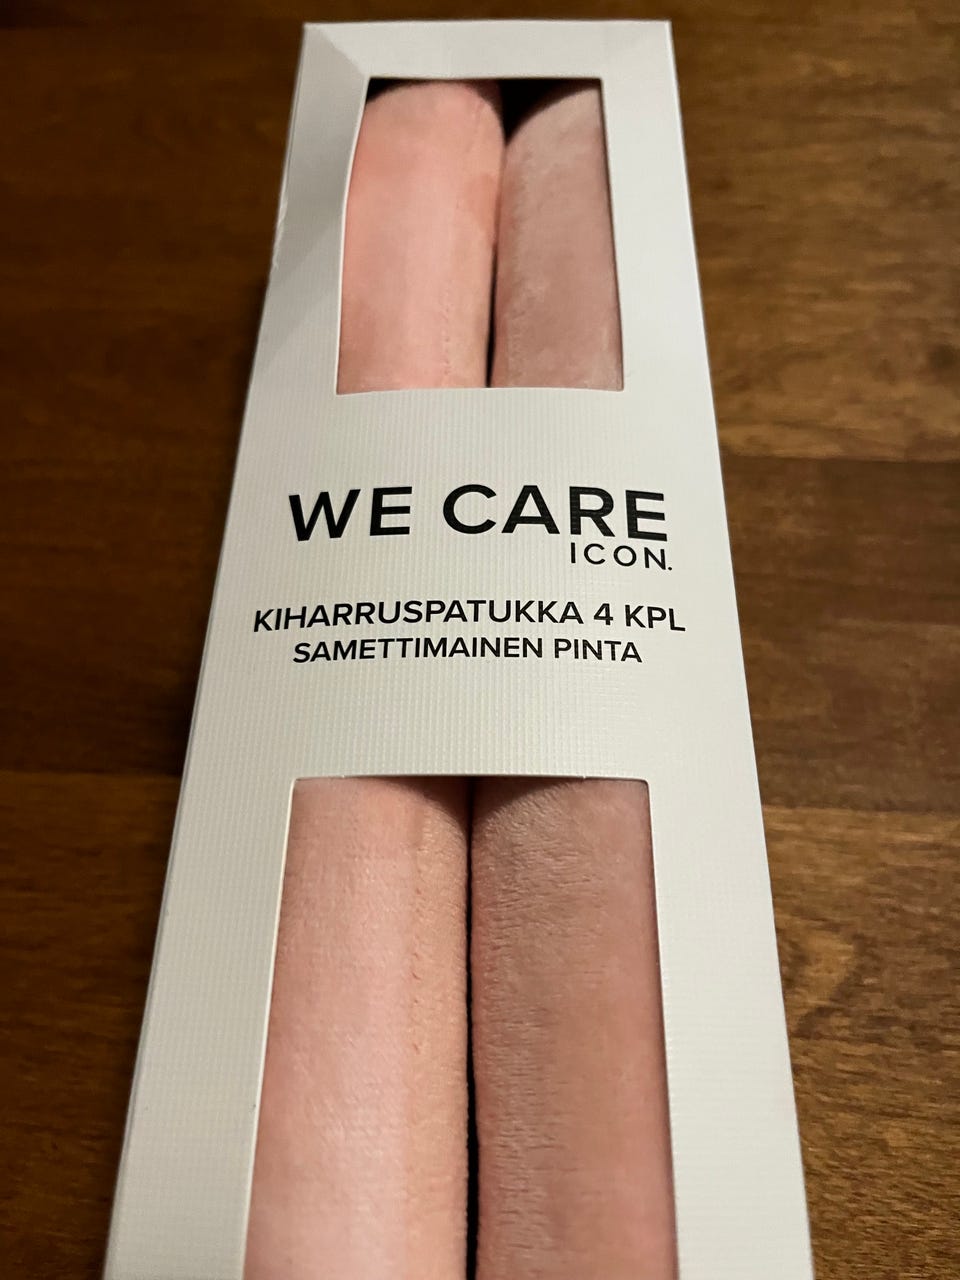 WE CARE
ICON.
KIHARRUSPATUKKA 4 KPL
SAMETTIMAINEN PINTA